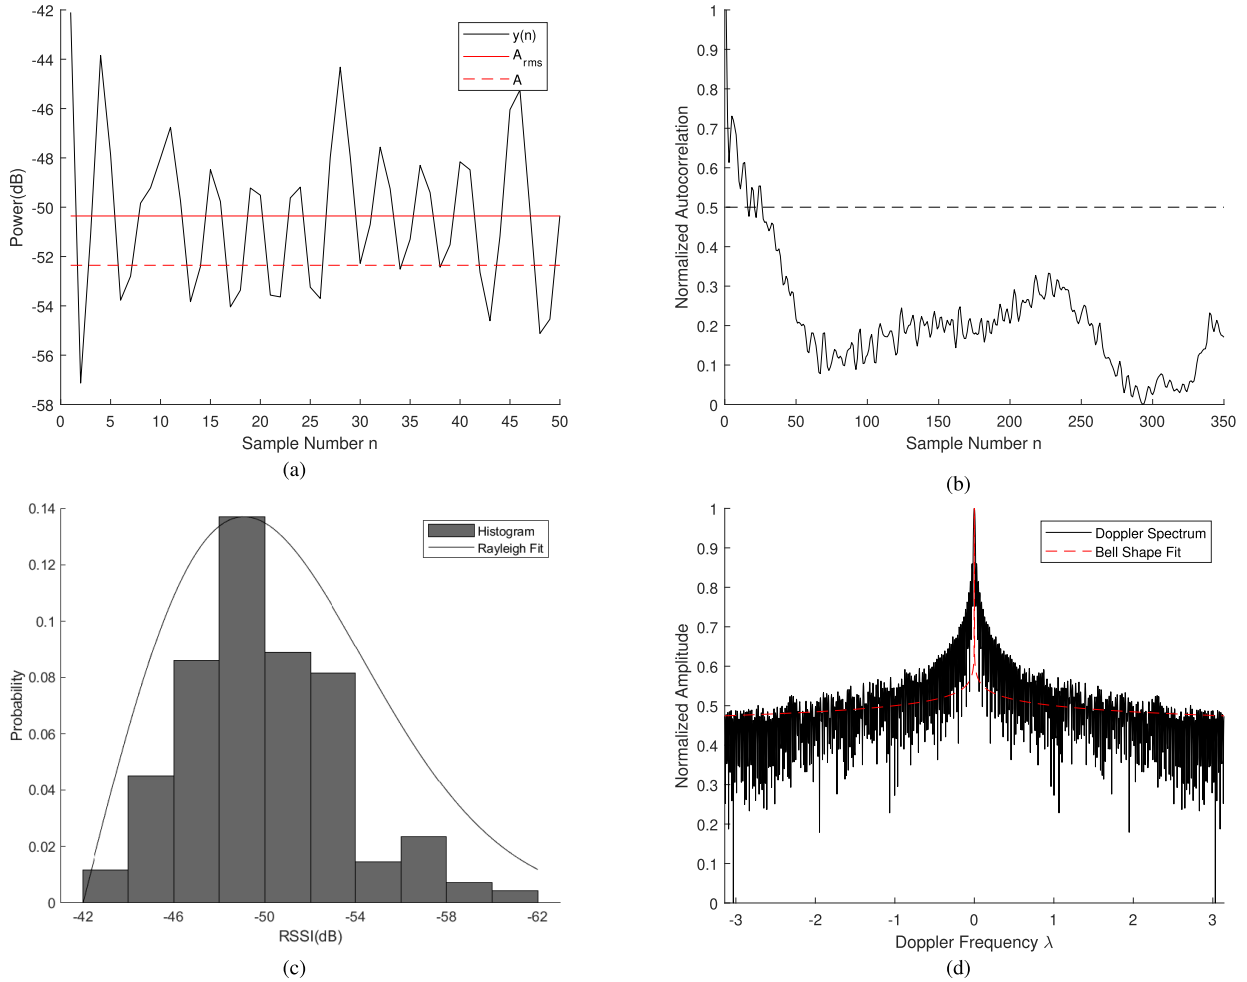 -42
-44
-46
-48
-50
-52
-54
-56
-58
Power(dB)
0 5 10 15 20 25 30 35 40 45 50
Sample Number n
y(n)
A_rms
A
(a)
1
0.9
0.8
0.7
0.6
0.5
0.4
0.3
0.2
0.1
0
Normalized Autocorrelation
0 50 100 150 200 250 300 350
Sample Number n
(b)
0.14
0.12
0.1
0.08
0.06
0.04
0.02
0
Probability
-42 -46 -50 -54 -58 -62
RSSI(dB)
Histogram
Rayleigh Fit
(c)
1
0.9
0.8
0.7
0.6
0.5
0.4
0.3
0.2
0.1
0
Normalized Amplitude
-3 -2 -1 0 1 2 3
Doppler Frequency λ
Doppler Spectrum
Bell Shape Fit
(d)